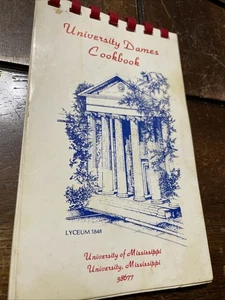 University Dames
Cookbook
LYCEUM 1848
University of Mississippi
University, Mississippi
38677